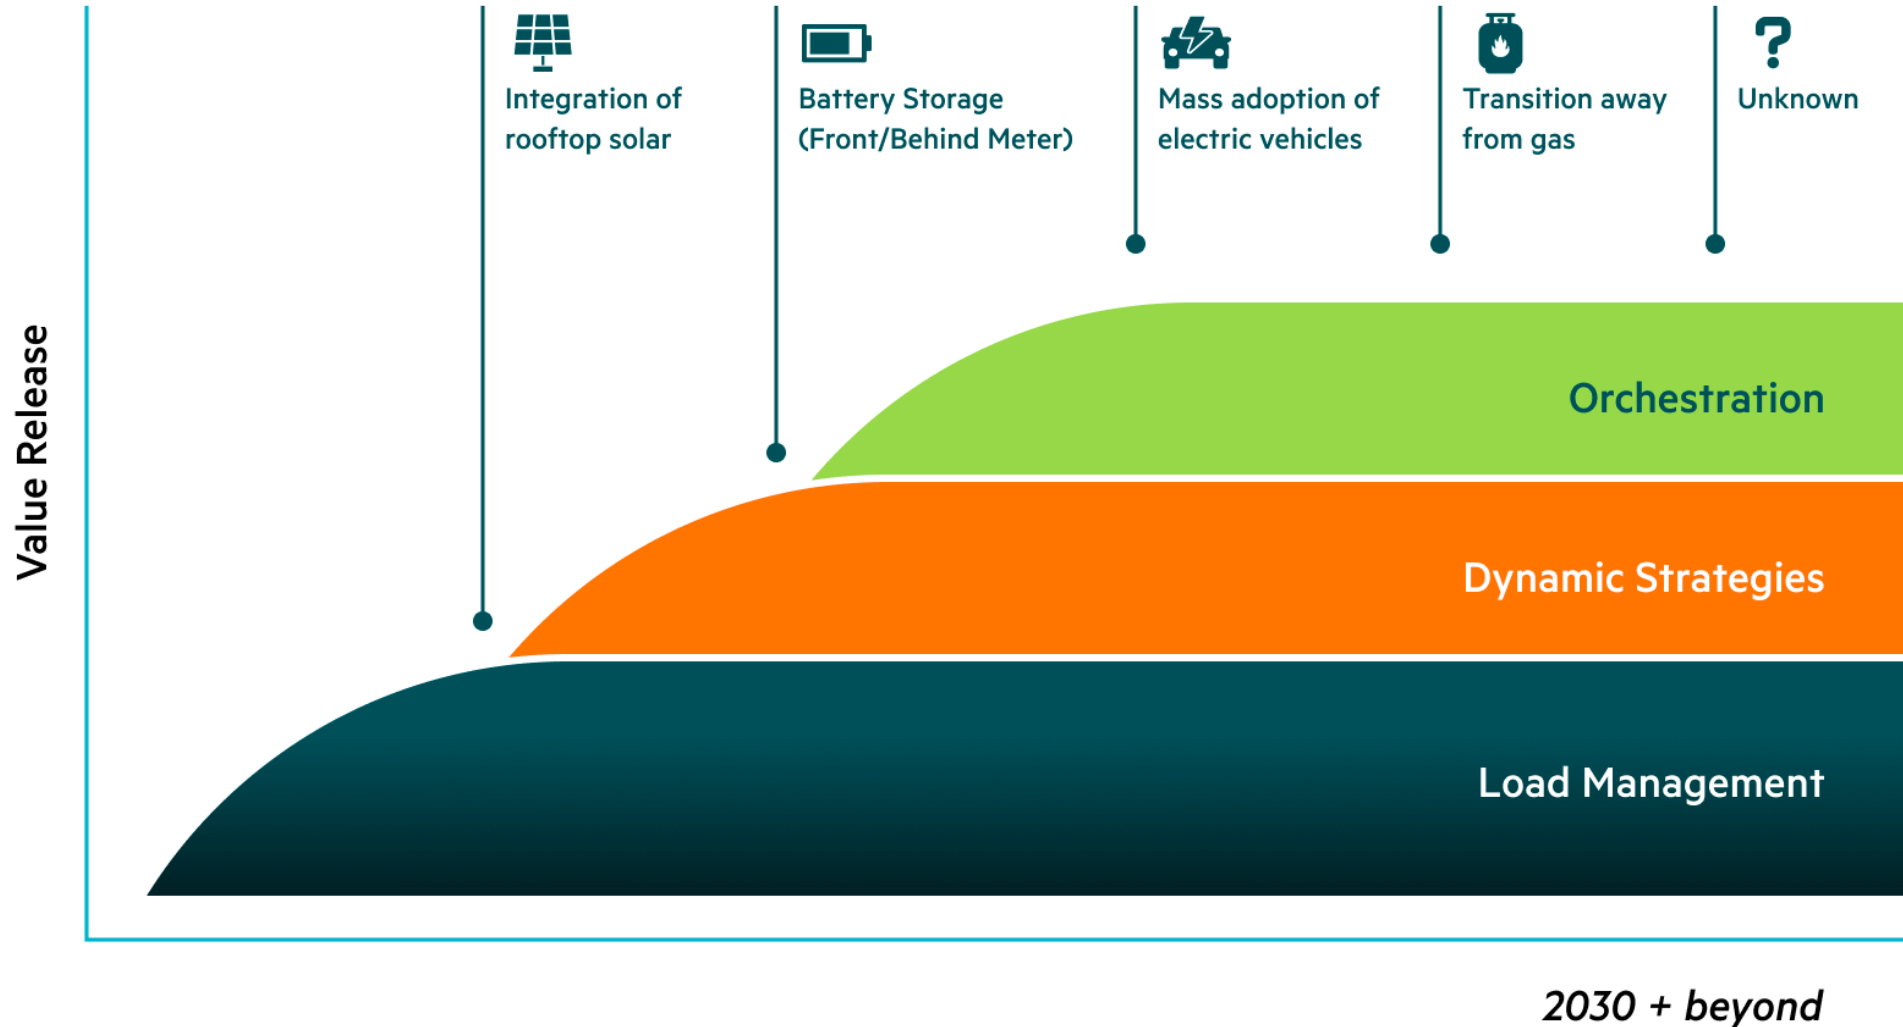 Integration of
rooftop solar
Battery Storage
(Front/Behind Meter)
Mass adoption of
electric vehicles
Transition away
from gas
?
Unknown
Value Release
Orchestration
Dynamic Strategies
Load Management
2030 + beyond